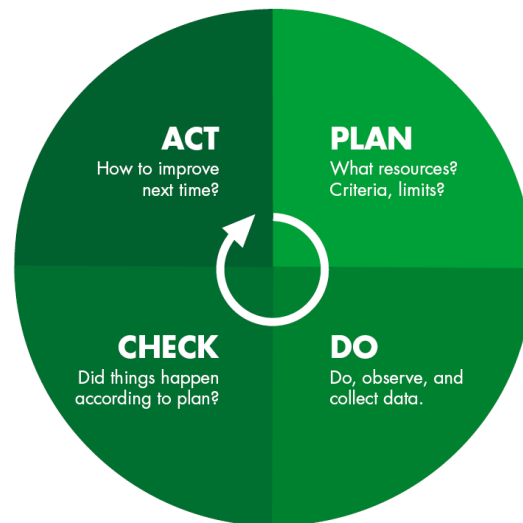 PLAN
What resources?
Criteria, limits?
DO
Do, observe, and
collect data.
CHECK
Did things happen
according to plan?
ACT
How to improve
next time?